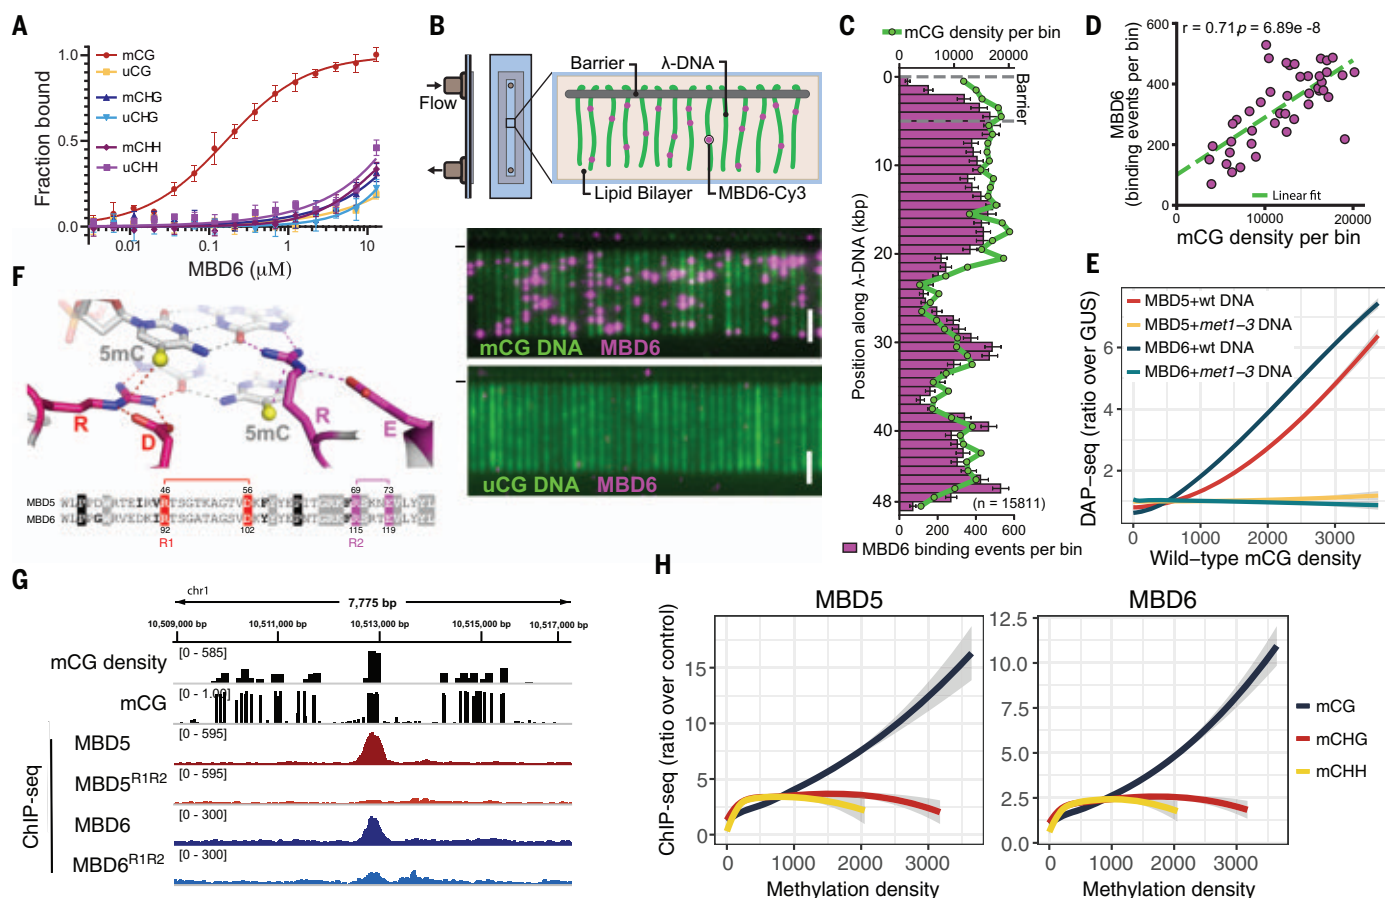 A
1.0
0.5
0.0
Fraction bound
mCG
uCG
mCHG
uCHG
mCHH
uCHH
0.01
0.1
1
10
MBD6 (µM)
B
Flow
Barrier
λ-DNA
Lipid Bilayer
MBD6-Cy3
mCG DNA MBD6
uCG DNA MBD6
C
mCG density per bin
0 10000 20000
Barrier
0
10
20
30
40
48
Position along λ-DNA (kbp)
(n = 15811)
0 200 400 600
MBD6 binding events per bin
D
r = 0.71 p = 6.89e -8
600
400
200
0
MBD6
(binding events per bin)
Linear fit
0 10000 20000
mCG density per bin
E
MBD5+wt DNA
MBD5+met1-3 DNA
MBD6+wt DNA
MBD6+met1-3 DNA
6
4
2
DAP-seq (ratio over GUS)
0 1000 2000 3000
Wild-type mCG density
F
5mC
5mC
R
D
R
E
46 56 69 73
MBD5
MBD6
92 102 115 119
R1 R2
G
chr1
7,775 bp
10,509,000 bp 10,511,000 bp 10,513,000 bp 10,515,000 bp 10,517,000 bp
mCG density [0 - 585]
mCG [0 - 1.00]
ChIP-seq
MBD5 [0 - 595]
MBD5R1R2 [0 - 595]
MBD6 [0 - 300]
MBD6R1R2 [0 - 300]
H
MBD5
MBD6
ChIP-seq (ratio over control)
15
10
5
0
12.5
10.0
7.5
5.0
2.5
0.0
0 1000 2000 3000
0 1000 2000 3000
Methylation density
Methylation density
mCG
mCHG
mCHH